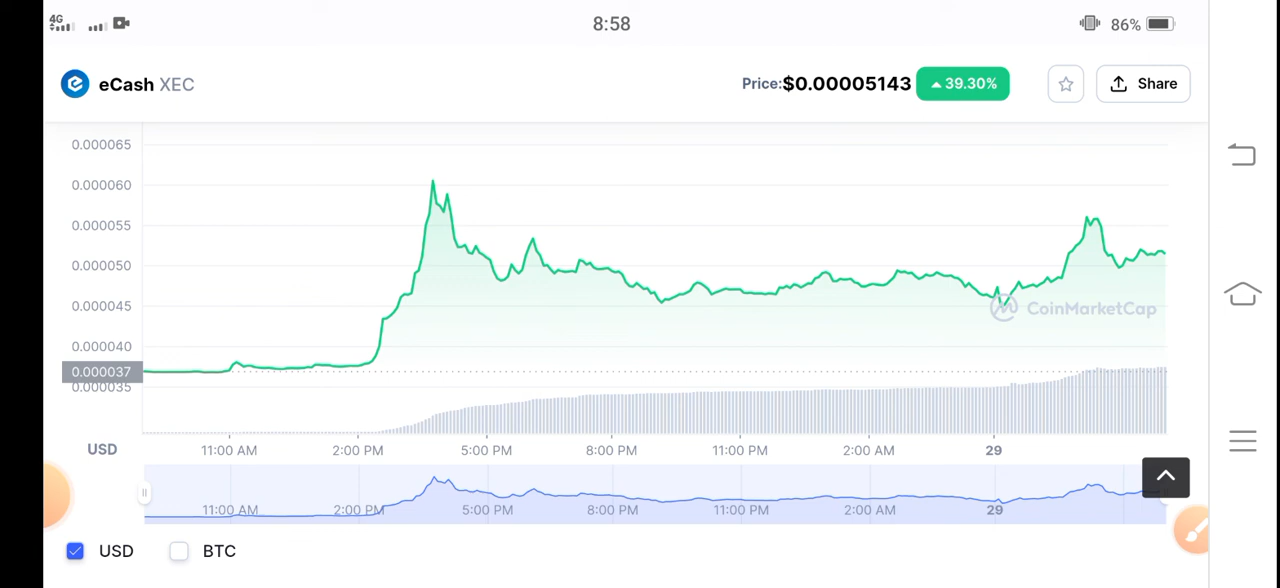 4G 8:58 86%
eCash XEC Price:$0.00005143 39.30% Share
0.000065
0.000060
0.000055
0.000050
0.000045
CoinMarketCap
0.000040
0.000037
0.000035
USD 11:00 AM 2:00 PM 5:00 PM 8:00 PM 11:00 PM 2:00 AM 29
11:00 AM 2:00 PM 5:00 PM 8:00 PM 11:00 PM 2:00 AM 29
USD BTC